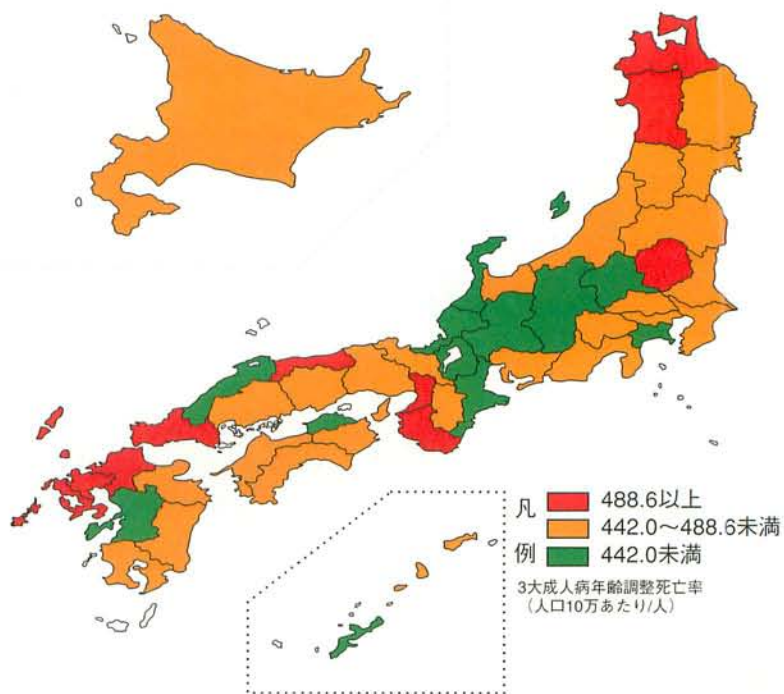 凡例
488.6以上
442.0～488.6未満
442.0未満
3大成人病年齢調整死亡率
（人口10万あたり/人）